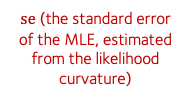 se (the standard error
of the MLE, estimated
from the likelihood
curvature)